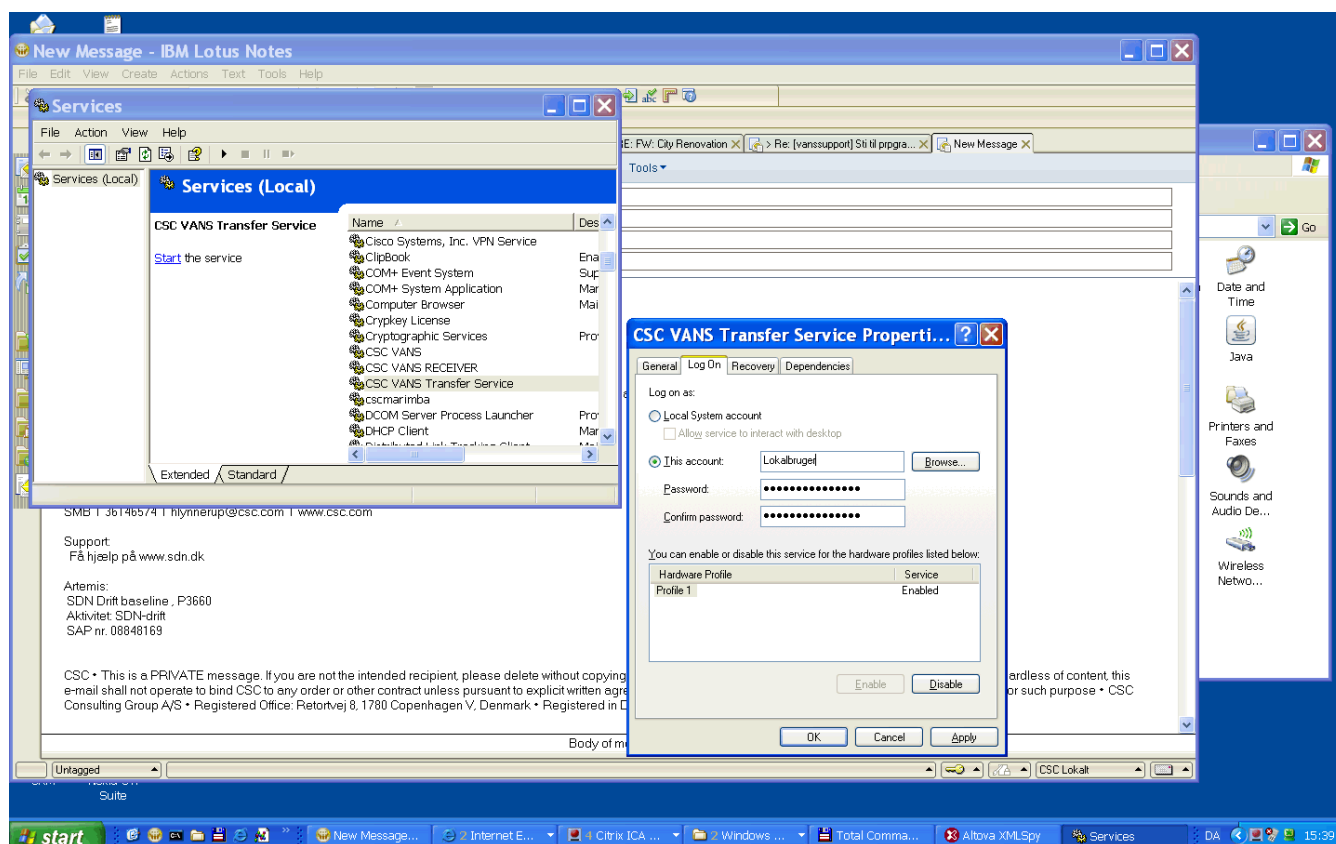 New Message - IBM Lotus Notes
File Edit View Create Actions Text Tools Help
Services
File Action View Help
RE: FW: City Renovation
> Re: [vanssupport] Sti til prpgra...
New Message
Tools
Services (Local)
Services (Local)
CSC VANS Transfer Service
Start the service
Name
Des
Cisco Systems, Inc. VPN Service
ClipBook Ena
COM+ Event System Sup
COM+ System Application Mar
Computer Browser Mai
Crypkey License
Cryptographic Services Pro
CSC VANS
CSC VANS RECEIVER
CSC VANS Transfer Service
cscmarimba
DCOM Server Process Launcher Pro
DHCP Client Mar
Distributed Link Tracking Client
Extended Standard
Go
Date and
Time
Java
Printers and
Faxes
Sounds and
Audio De...
Wireless
Netwo...
CSC VANS Transfer Service Properti...
General Log On Recovery Dependencies
Log on as:
Local System account
Allow service to interact with desktop
This account: Lokalbruger Browse...
Password: •••••••••••••••
Confirm password: •••••••••••••••
You can enable or disable this service for the hardware profiles listed below:
Hardware Profile Service
Profile 1 Enabled
Enable Disable
OK Cancel Apply
SMB | 36146574 | hlynnerup@csc.com | www.csc.com
Support:
Få hjælp på www.sdn.dk
Artemis:
SDN Drift baseline , P3660
Aktivitet: SDN-drift
SAP nr. 08848169
CSC • This is a PRIVATE message. If you are not the intended recipient, please delete without copying ardless of content, this
e-mail shall not operate to bind CSC to any order or other contract unless pursuant to explicit written agre or such purpose • CSC
Consulting Group A/S • Registered Office: Retortvej 8, 1780 Copenhagen V, Denmark • Registered in D
Body of m
Untagged
CSC Lokalt
Suite
start
New Message...
2 Internet E...
4 Citrix ICA ...
2 Windows ...
Total Comma...
Altova XMLSpy
Services
DA
15:39